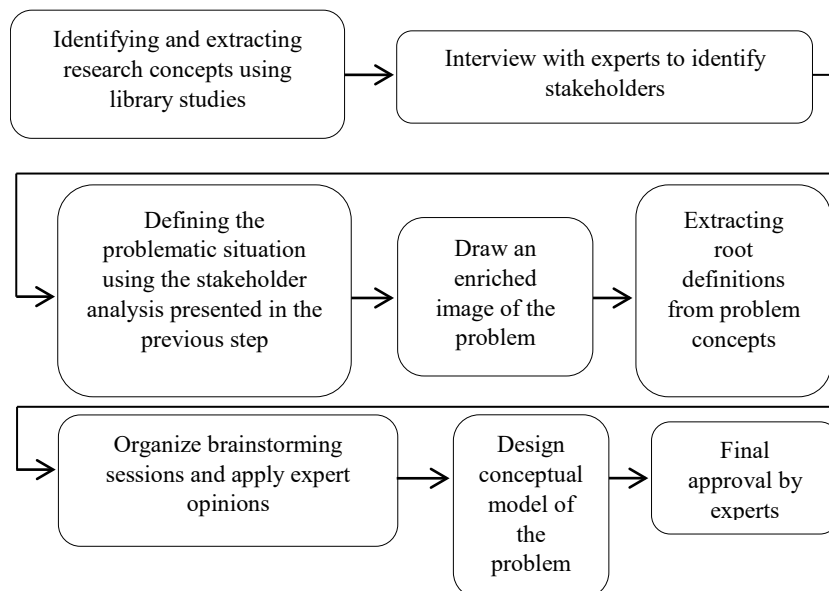 Identifying and extracting
research concepts using
library studies
Interview with experts to identify
stakeholders
Defining the
problematic situation
using the stakeholder
analysis presented in the
previous step
Draw an
enriched
image of the
problem
Extracting
root
definitions
from problem
concepts
Organize brainstorming
sessions and apply expert
opinions
Design
conceptual
model of
the
problem
Final
approval by
experts